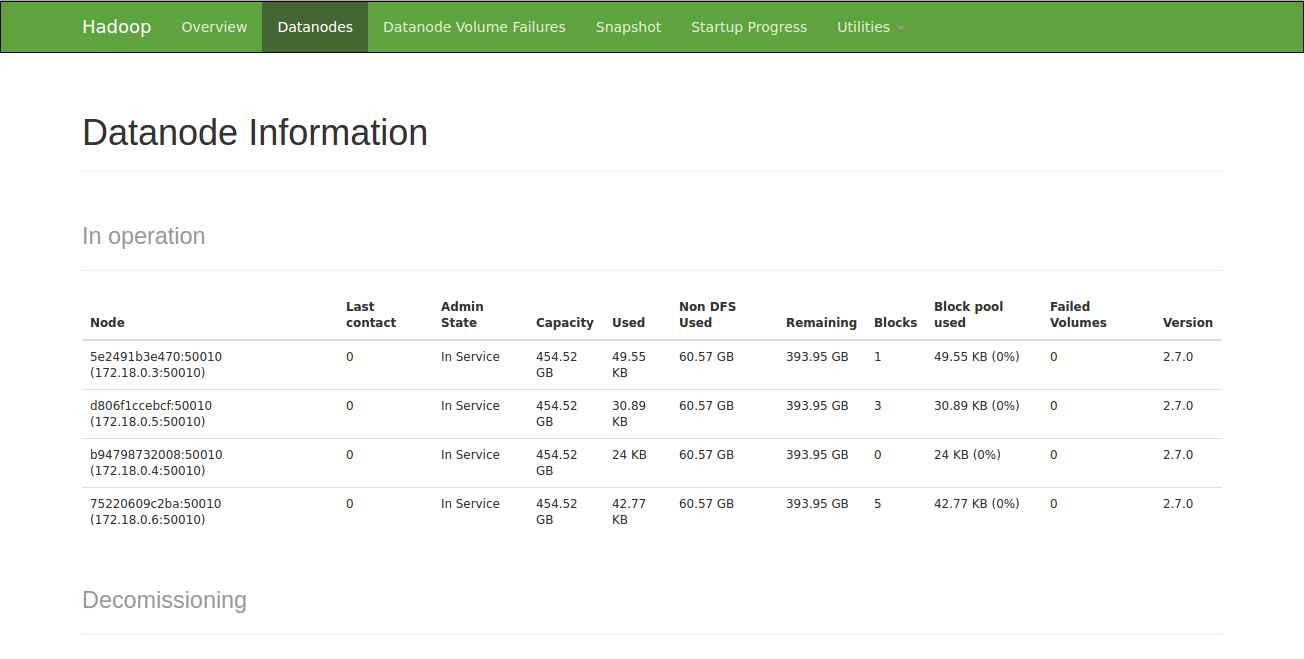 Hadoop Overview Datanodes Datanode Volume Failures Snapshot Startup Progress Utilities
Datanode Information
In operation
Node Last contact Admin State Capacity Used Non DFS Used Remaining Blocks Block pool used Failed Volumes Version
5e2491b3e470:50010 0 In Service 454.52 49.55 60.57 GB 393.95 GB 1 49.55 KB (0%) 0 2.7.0
(172.18.0.3:50010) GB KB
d806f1ccebcf:50010 0 In Service 454.52 30.89 60.57 GB 393.95 GB 3 30.89 KB (0%) 0 2.7.0
(172.18.0.5:50010) GB KB
b94798732008:50010 0 In Service 454.52 24 KB 60.57 GB 393.95 GB 0 24 KB (0%) 0 2.7.0
(172.18.0.4:50010) GB
75220609c2ba:50010 0 In Service 454.52 42.77 60.57 GB 393.95 GB 5 42.77 KB (0%) 0 2.7.0
(172.18.0.6:50010) GB KB
Decomissioning